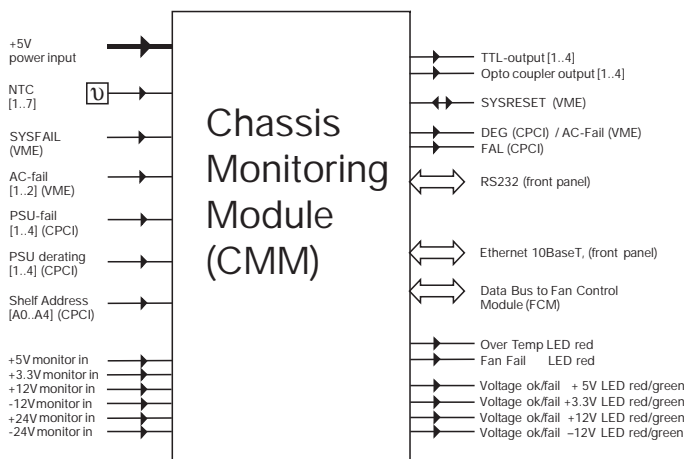 +5V
power input
NTC
[1..7]
υ
SYSFAIL
(VME)
AC-fail
[1..2] (VME)
PSU-fail
[1..4] (CPCI)
PSU derating
[1..4] (CPCI)
Shelf Address
[A0..A4] (CPCI)
+5V monitor in
+3.3V monitor in
+12V monitor in
-12V monitor in
+24V monitor in
-24V monitor in
Chassis
Monitoring
Module
(CMM)
TTL-output [1..4]
Opto coupler output [1..4]
SYSRESET (VME)
DEG (CPCI) / AC-Fail (VME)
FAL (CPCI)
RS232 (front panel)
Ethernet 10BaseT, (front panel)
Data Bus to Fan Control
Module (FCM)
Over Temp LED red
Fan Fail LED red
Voltage ok/fail + 5V LED red/green
Voltage ok/fail +3.3V LED red/green
Voltage ok/fail +12V LED red/green
Voltage ok/fail –12V LED red/green